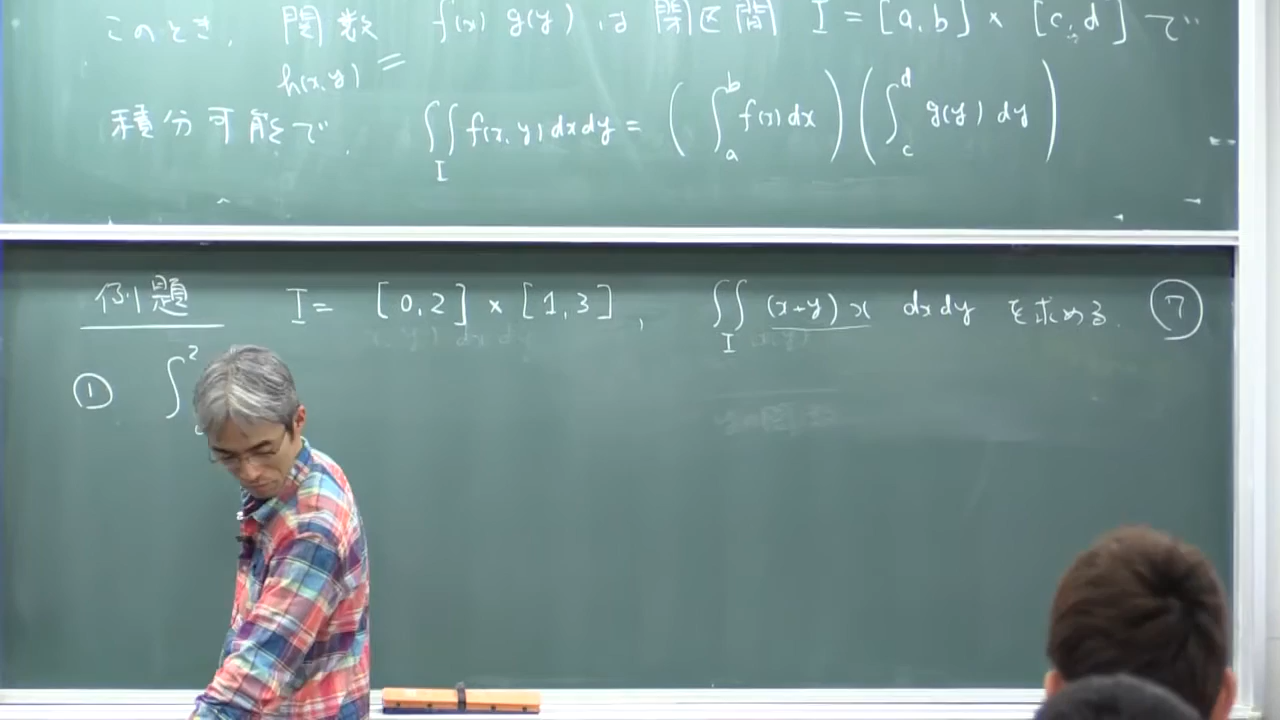 このとき, 関数 f(x) g(y) は 閉区間 I = [a, b] × [c, d] で
h(x, y) =
積分可能で, ∬_I f(x, y) dx dy = ( ∫_a^b f(x) dx ) ( ∫_c^d g(y) dy )
例題 I = [0, 2] × [1, 3], ∬_I (x+y) x dx dy を求める. ⑦
① ∫^2